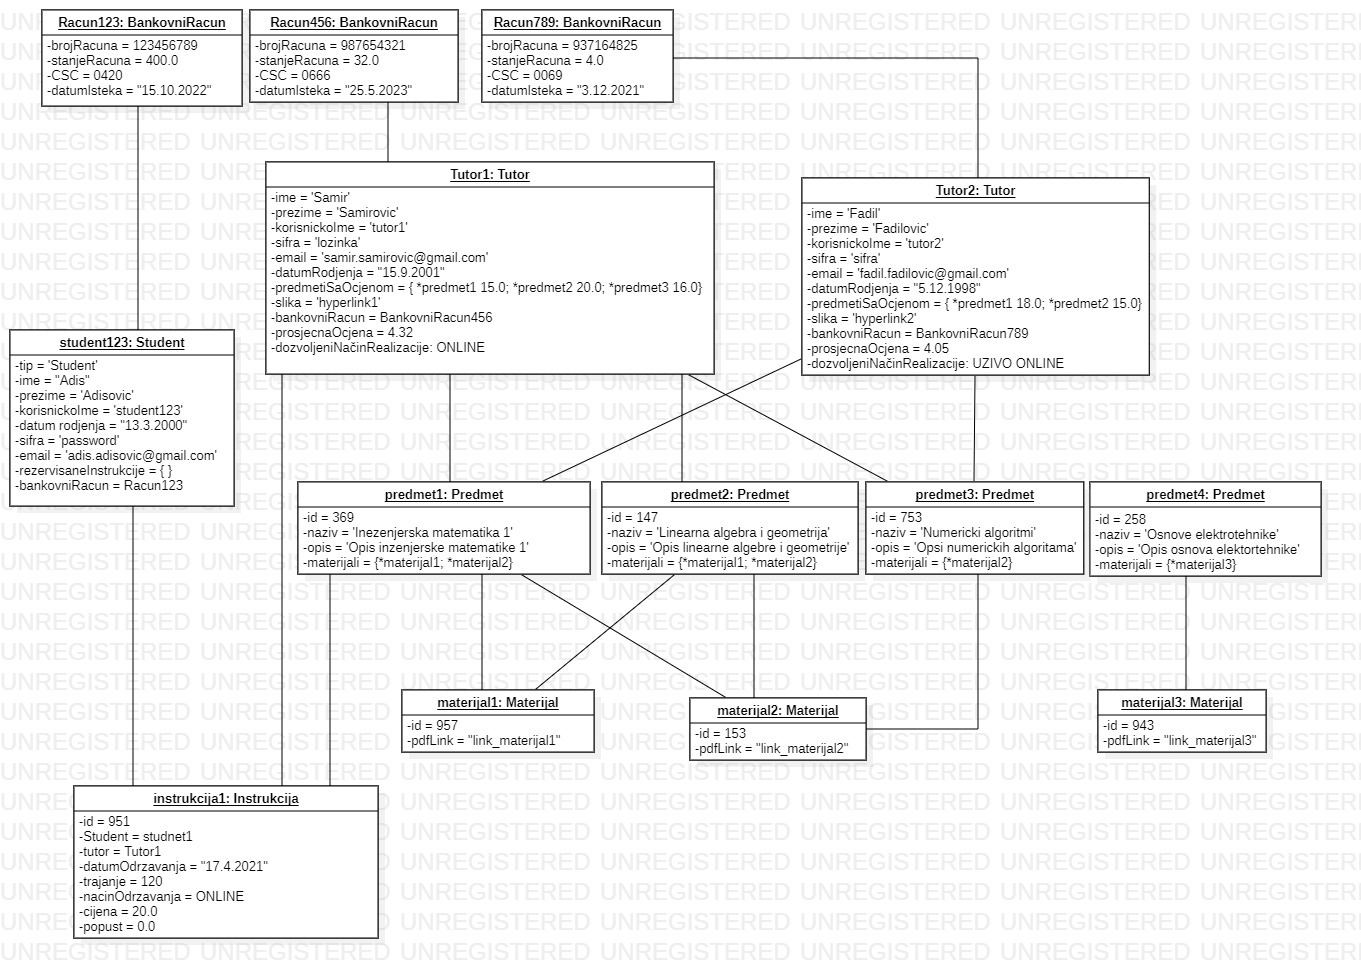 Racun123: BankovniRacun
-brojRacuna = 123456789
-stanjeRacuna = 400.0
-CSC = 0420
-datumIsteka = "15.10.2022"
Racun456: BankovniRacun
-brojRacuna = 987654321
-stanjeRacuna = 32.0
-CSC = 0666
-datumIsteka = "25.5.2023"
Racun789: BankovniRacun
-brojRacuna = 937164825
-stanjeRacuna = 4.0
-CSC = 0069
-datumIsteka = "3.12.2021"
Tutor1: Tutor
-ime = 'Samir'
-prezime = 'Samirovic'
-korisnickoIme = 'tutor1'
-sifra = 'lozinka'
-email = 'samir.samirovic@gmail.com'
-datumRodjenja = "15.9.2001"
-predmetiSaOcjenom = { *predmet1 15.0; *predmet2 20.0; *predmet3 16.0}
-slika = 'hyperlink1'
-bankovniRacun = BankovniRacun456
-prosjecnaOcjena = 4.32
-dozvoljeniNačinRealizacije: ONLINE
Tutor2: Tutor
-ime = 'Fadil'
-prezime = 'Fadilovic'
-korisnickoIme = 'tutor2'
-sifra = 'sifra'
-email = 'fadil.fadilovic@gmail.com'
-datumRodjenja = "5.12.1998"
-predmetiSaOcjenom = { *predmet1 18.0; *predmet2 15.0}
-slika = 'hyperlink2'
-bankovniRacun = BankovniRacun789
-prosjecnaOcjena = 4.05
-dozvoljeniNačinRealizacije: UZIVO ONLINE
student123: Student
-tip = 'Student'
-ime = "Adis"
-prezime = 'Adisovic'
-korisnickoIme = 'student123'
-datum rodjenja = "13.3.2000"
-sifra = 'password'
-email = 'adis.adisovic@gmail.com'
-rezervisaneInstrukcije = { }
-bankovniRacun = Racun123
predmet1: Predmet
-id = 369
-naziv = 'Inezenjerska matematika 1'
-opis = 'Opis inzenjerske matematike 1'
-materijali = {*materijal1; *materijal2}
predmet2: Predmet
-id = 147
-naziv = 'Linearna algebra i geometrija'
-opis = 'Opis linearne algebre i geometrije'
-materijali = {*materijal1; *materijal2}
predmet3: Predmet
-id = 753
-naziv = 'Numericki algoritmi'
-opis = 'Opsi numerickih algoritama'
-materijali = {*materijal2}
predmet4: Predmet
-id = 258
-naziv = 'Osnove elektrotehnike'
-opis = 'Opis osnova elektortehnike'
-materijali = {*materijal3}
materijal1: Materijal
-id = 957
-pdfLink = "link_materijal1"
materijal2: Materijal
-id = 153
-pdfLink = "link_materijal2"
materijal3: Materijal
-id = 943
-pdfLink = "link_materijal3"
instrukcija1: Instrukcija
-id = 951
-Student = studnet1
-tutor = Tutor1
-datumOdrzavanja = "17.4.2021"
-trajanje = 120
-nacinOdrzavanja = ONLINE
-cijena = 20.0
-popust = 0.0
UNREGISTERED